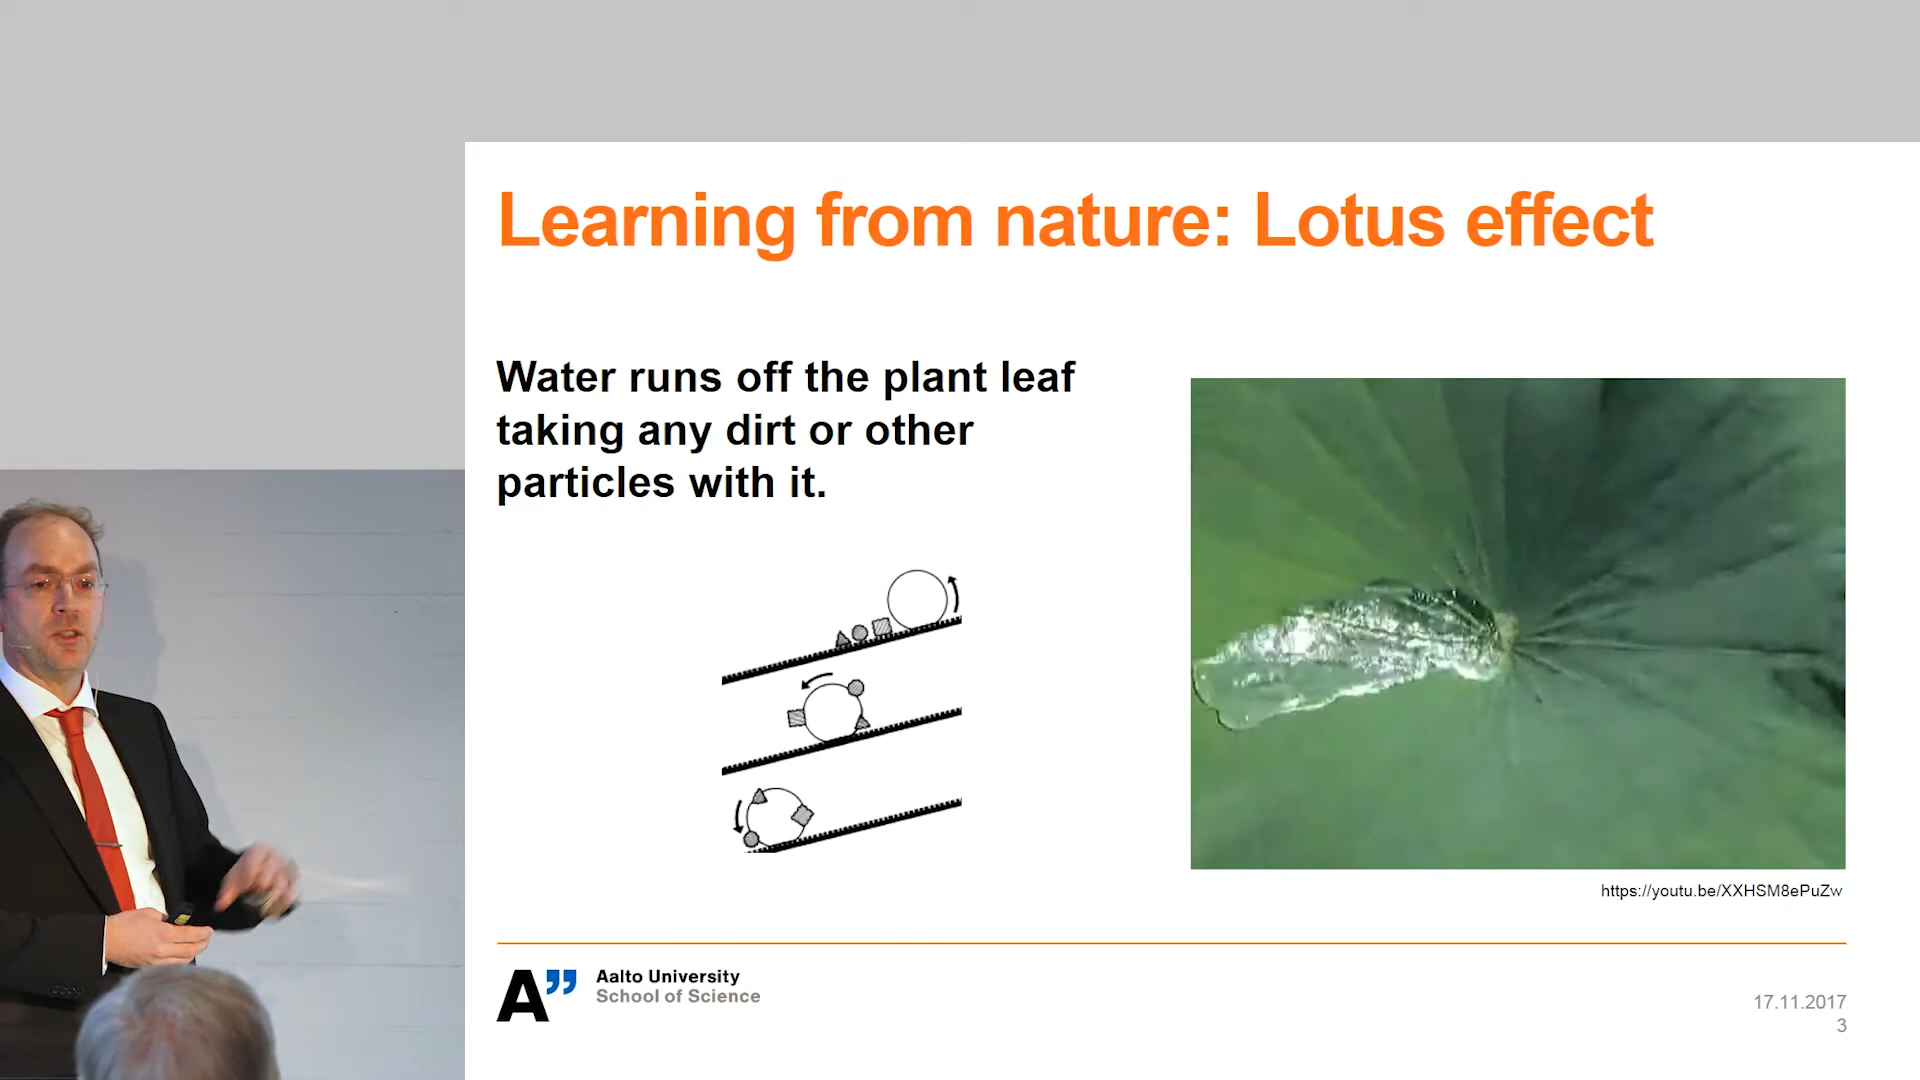 Learning from nature: Lotus effect
Water runs off the plant leaf
taking any dirt or other
particles with it.
https://youtu.be/XXHSM8ePuZw
A”
Aalto University
School of Science
17.11.2017
3